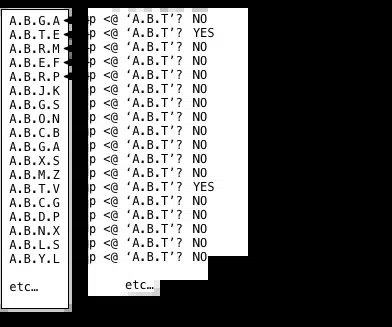 A.B.G.A p <@ ‘A.B.T’? NO
A.B.T.E p <@ ‘A.B.T’? YES
A.B.R.M p <@ ‘A.B.T’? NO
A.B.E.F p <@ ‘A.B.T’? NO
A.B.R.P p <@ ‘A.B.T’? NO
A.B.J.K p <@ ‘A.B.T’? NO
A.B.G.S p <@ ‘A.B.T’? NO
A.B.O.N p <@ ‘A.B.T’? NO
A.B.C.B p <@ ‘A.B.T’? NO
A.B.G.A p <@ ‘A.B.T’? NO
A.B.X.S p <@ ‘A.B.T’? NO
A.B.M.Z p <@ ‘A.B.T’? NO
A.B.T.V p <@ ‘A.B.T’? YES
A.B.C.G p <@ ‘A.B.T’? NO
A.B.D.P p <@ ‘A.B.T’? NO
A.B.N.X p <@ ‘A.B.T’? NO
A.B.L.S p <@ ‘A.B.T’? NO
A.B.Y.L p <@ ‘A.B.T’? NO
etc… etc…